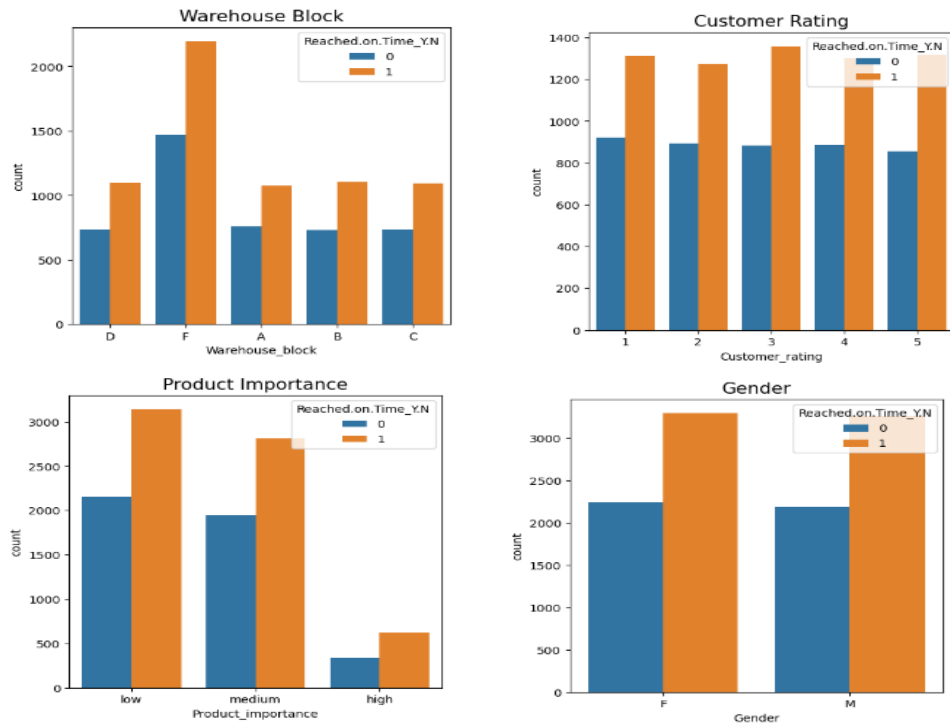 Warehouse Block
Reached.on.Time_Y.N
0
1
2000
1500
1000
500
0
count
D F A B C
Warehouse_block
Customer Rating
Reached.on.Time_Y.N
0
1
1400
1200
1000
800
600
400
200
0
count
1 2 3 4 5
Customer_rating
Product Importance
Reached.on.Time_Y.N
0
1
3000
2500
2000
1500
1000
500
0
count
low medium high
Product_importance
Gender
Reached.on.Time_Y.N
0
1
3000
2500
2000
1500
1000
500
0
count
F M
Gender